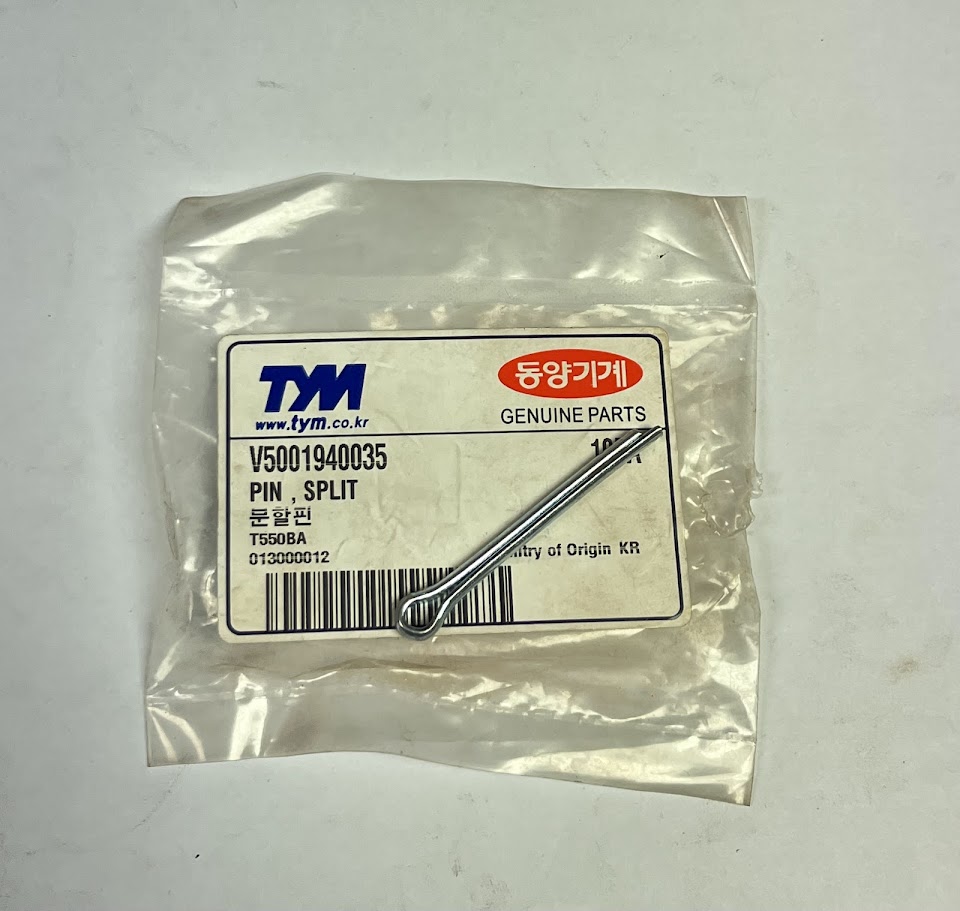 TYM
www.tym.co.kr
동양기계
GENUINE PARTS
V5001940035
PIN , SPLIT
분할핀
T550BA
013000012
of Origin KR